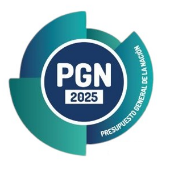 PGN
2025
PRESUPUESTO GENERAL DE LA NACIÓN